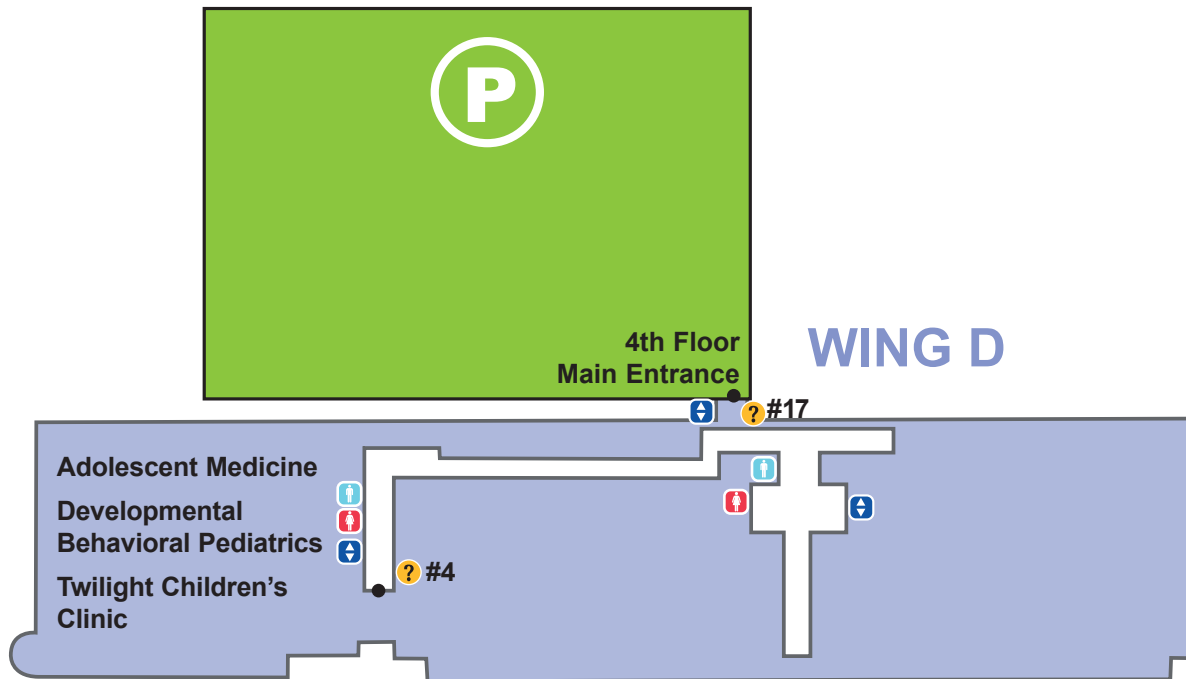 P
4th Floor
Main Entrance
WING D
? #17
Adolescent Medicine
Developmental
Behavioral Pediatrics
? #4
Twilight Children’s
Clinic